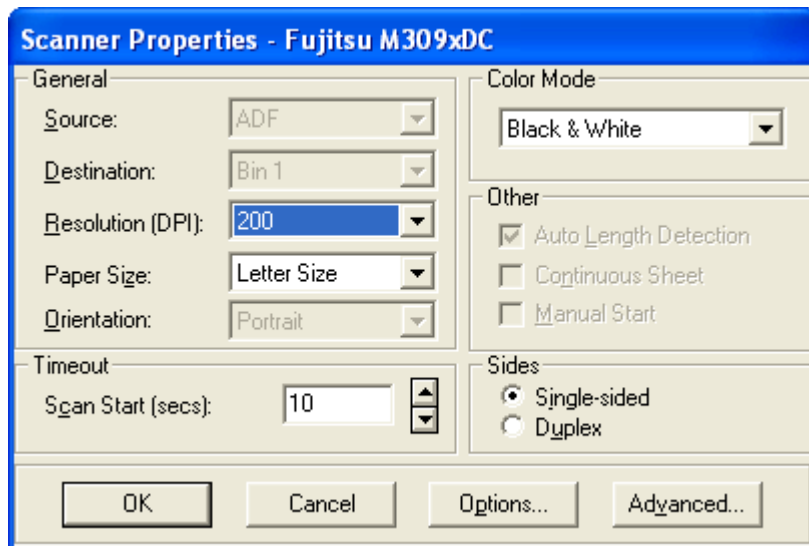 Scanner Properties - Fujitsu M309xDC
General
Source: ADF
Destination: Bin 1
Resolution (DPI): 200
Paper Size: Letter Size
Orientation: Portrait
Color Mode
Black & White
Other
Auto Length Detection
Continuous Sheet
Manual Start
Timeout
Scan Start (secs): 10
Sides
Single-sided
Duplex
OK Cancel Options... Advanced...